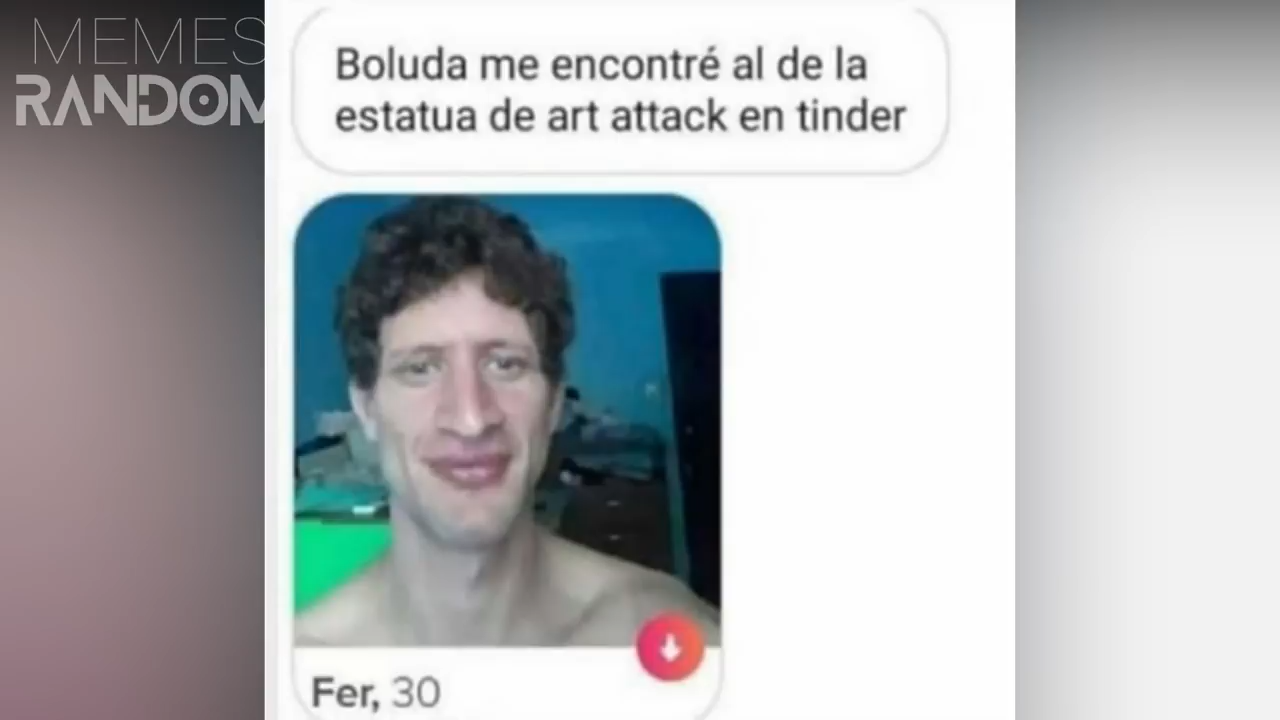 MEMES
RANDOM
Boluda me encontré al de la
estatua de art attack en tinder
Fer, 30